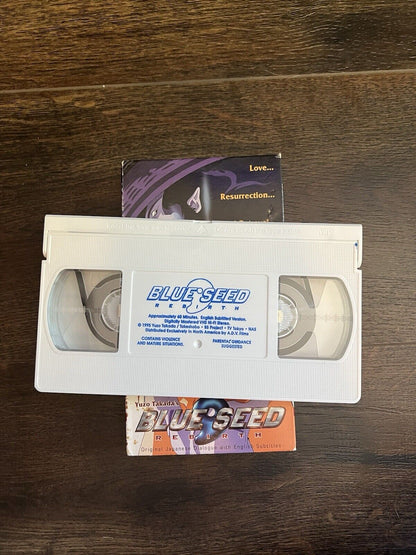 Love...
Resurrection...
BLUE SEED
REBIRTH
Approximately 60 Minutes. English Subtitled Version.
Digitally Mastered VHS Hi-Fi Stereo.
© 1995 Yuzo Takada / Takeshobo • BS Project • TV Tokyo • NAS
Distributed Exclusively in North America by A.D.V. Films
CONTAINS VIOLENCE
AND MATURE SITUATIONS.
PARENTAL GUIDANCE
SUGGESTED
Yuzo Takada's
BLUE SEED
REBIRTH
Original Japanese Dialogue with English Subtitles